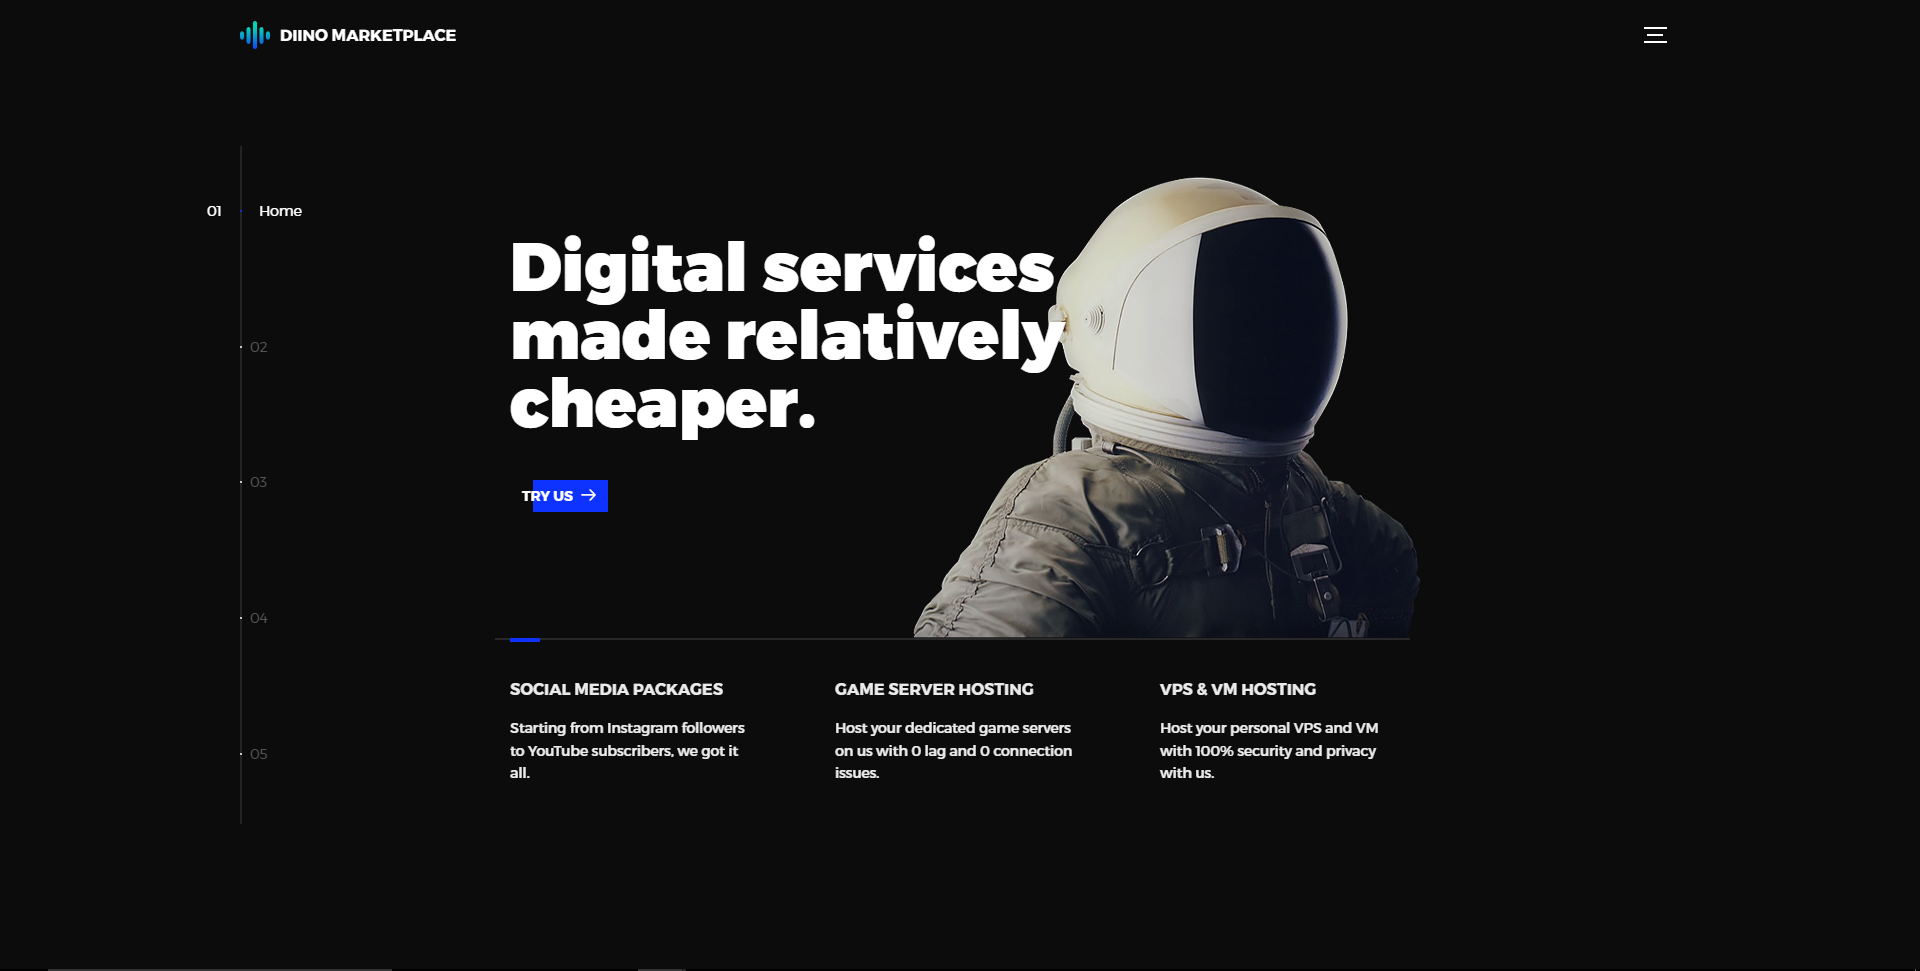 DIINO MARKETPLACE
01 Home
Digital services
made relatively
cheaper.
02
TRY US
03
04
SOCIAL MEDIA PACKAGES
Starting from Instagram followers
to YouTube subscribers, we got it
all.
GAME SERVER HOSTING
Host your dedicated game servers
on us with 0 lag and 0 connection
issues.
VPS & VM HOSTING
Host your personal VPS and VM
with 100% security and privacy
with us.
05